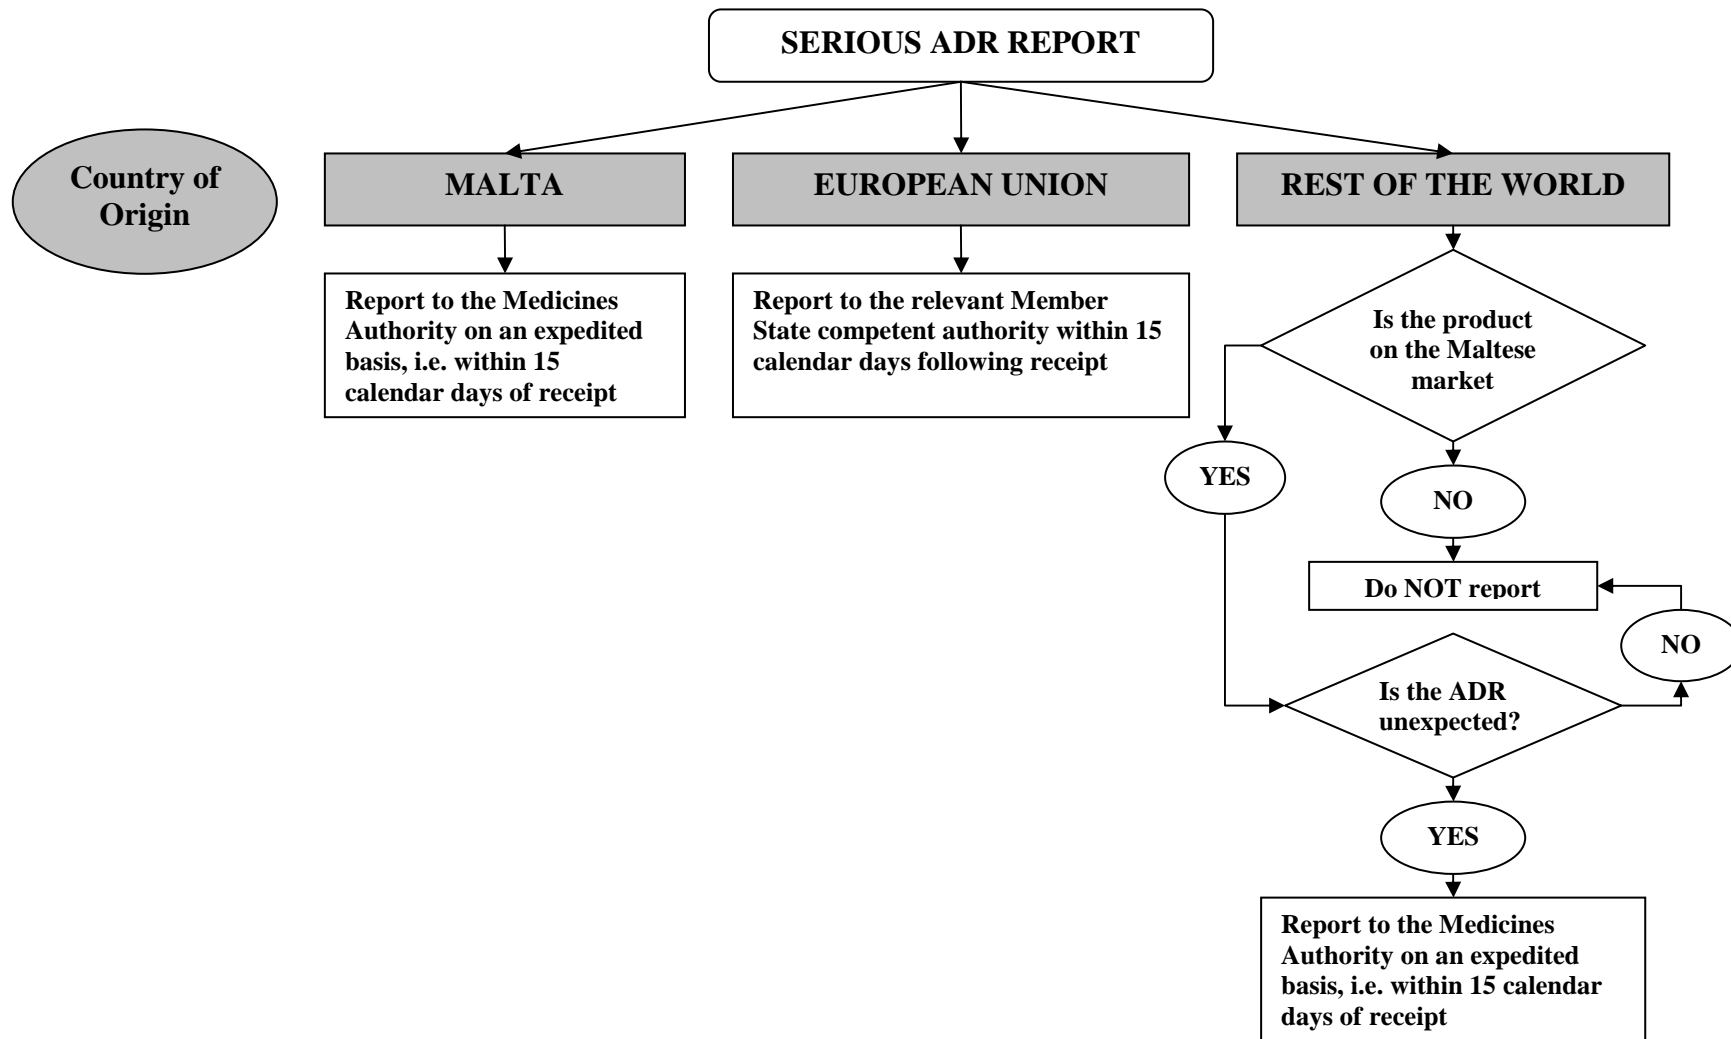 SERIOUS ADR REPORT
Country of
Origin
MALTA
EUROPEAN UNION
REST OF THE WORLD
Report to the Medicines
Authority on an expedited
basis, i.e. within 15
calendar days of receipt
Report to the relevant Member
State competent authority within 15
calendar days following receipt
Is the product
on the Maltese
market
YES
NO
Do NOT report
NO
Is the ADR
unexpected?
YES
Report to the Medicines
Authority on an expedited
basis, i.e. within 15 calendar
days of receipt